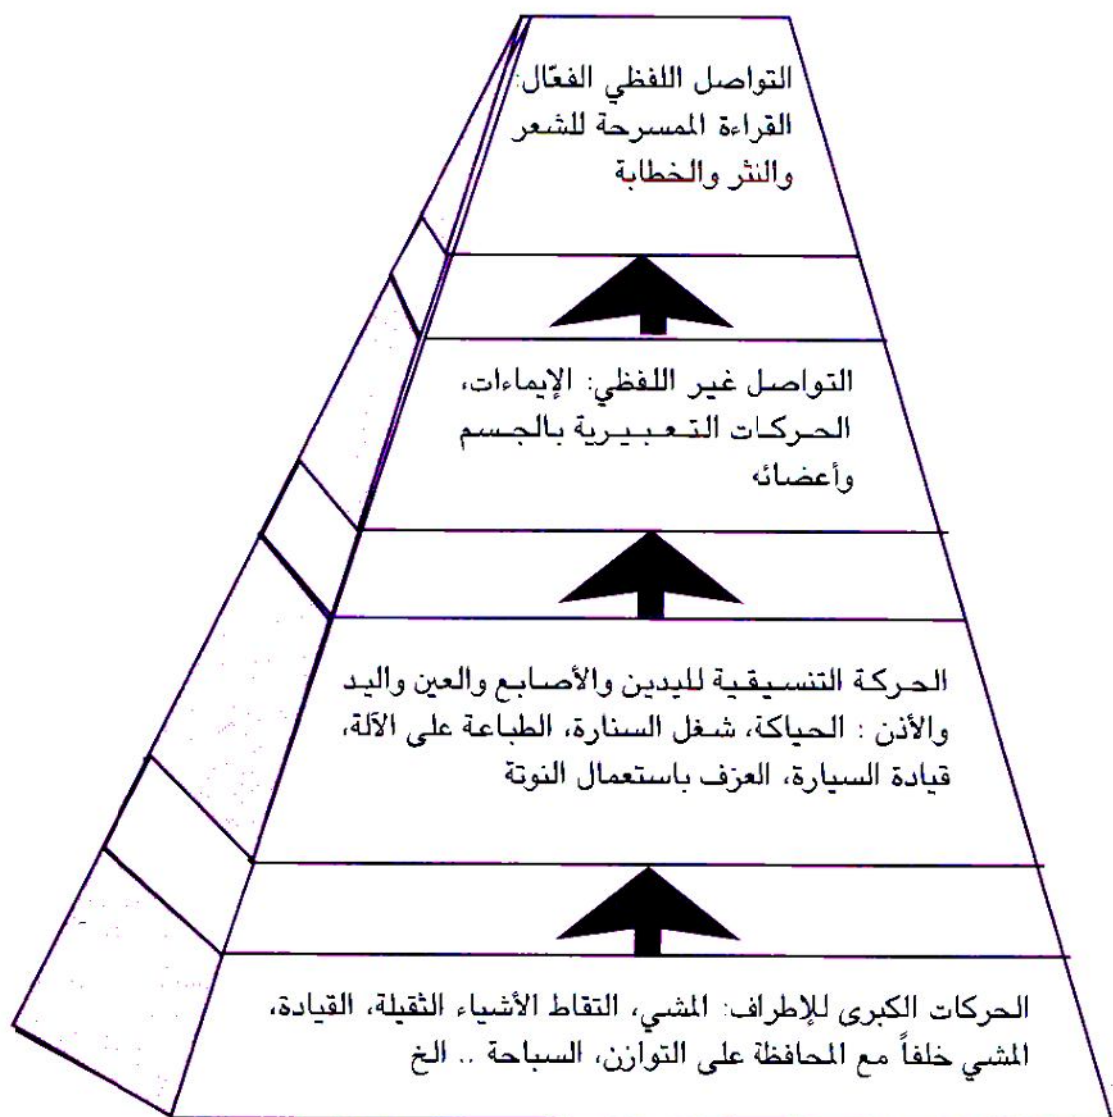 التواصل اللفظي الفعّال:
القراءة الممسرحة للشعر
والنثر والخطابة
التواصل غير اللفظي: الإيماءات،
الحركات التعبيرية بالجسم
وأعضائه
الحركة التنسيقية لليدين والأصابع والعين واليد
والأذن : الحياكة، شغل السنارة، الطباعة على الآلة،
قيادة السيارة، العزف باستعمال النوتة
الحركات الكبرى للإطراف: المشي، التقاط الأشياء الثقيلة، القيادة،
المشي خلفاً مع المحافظة على التوازن، السباحة .. الخ